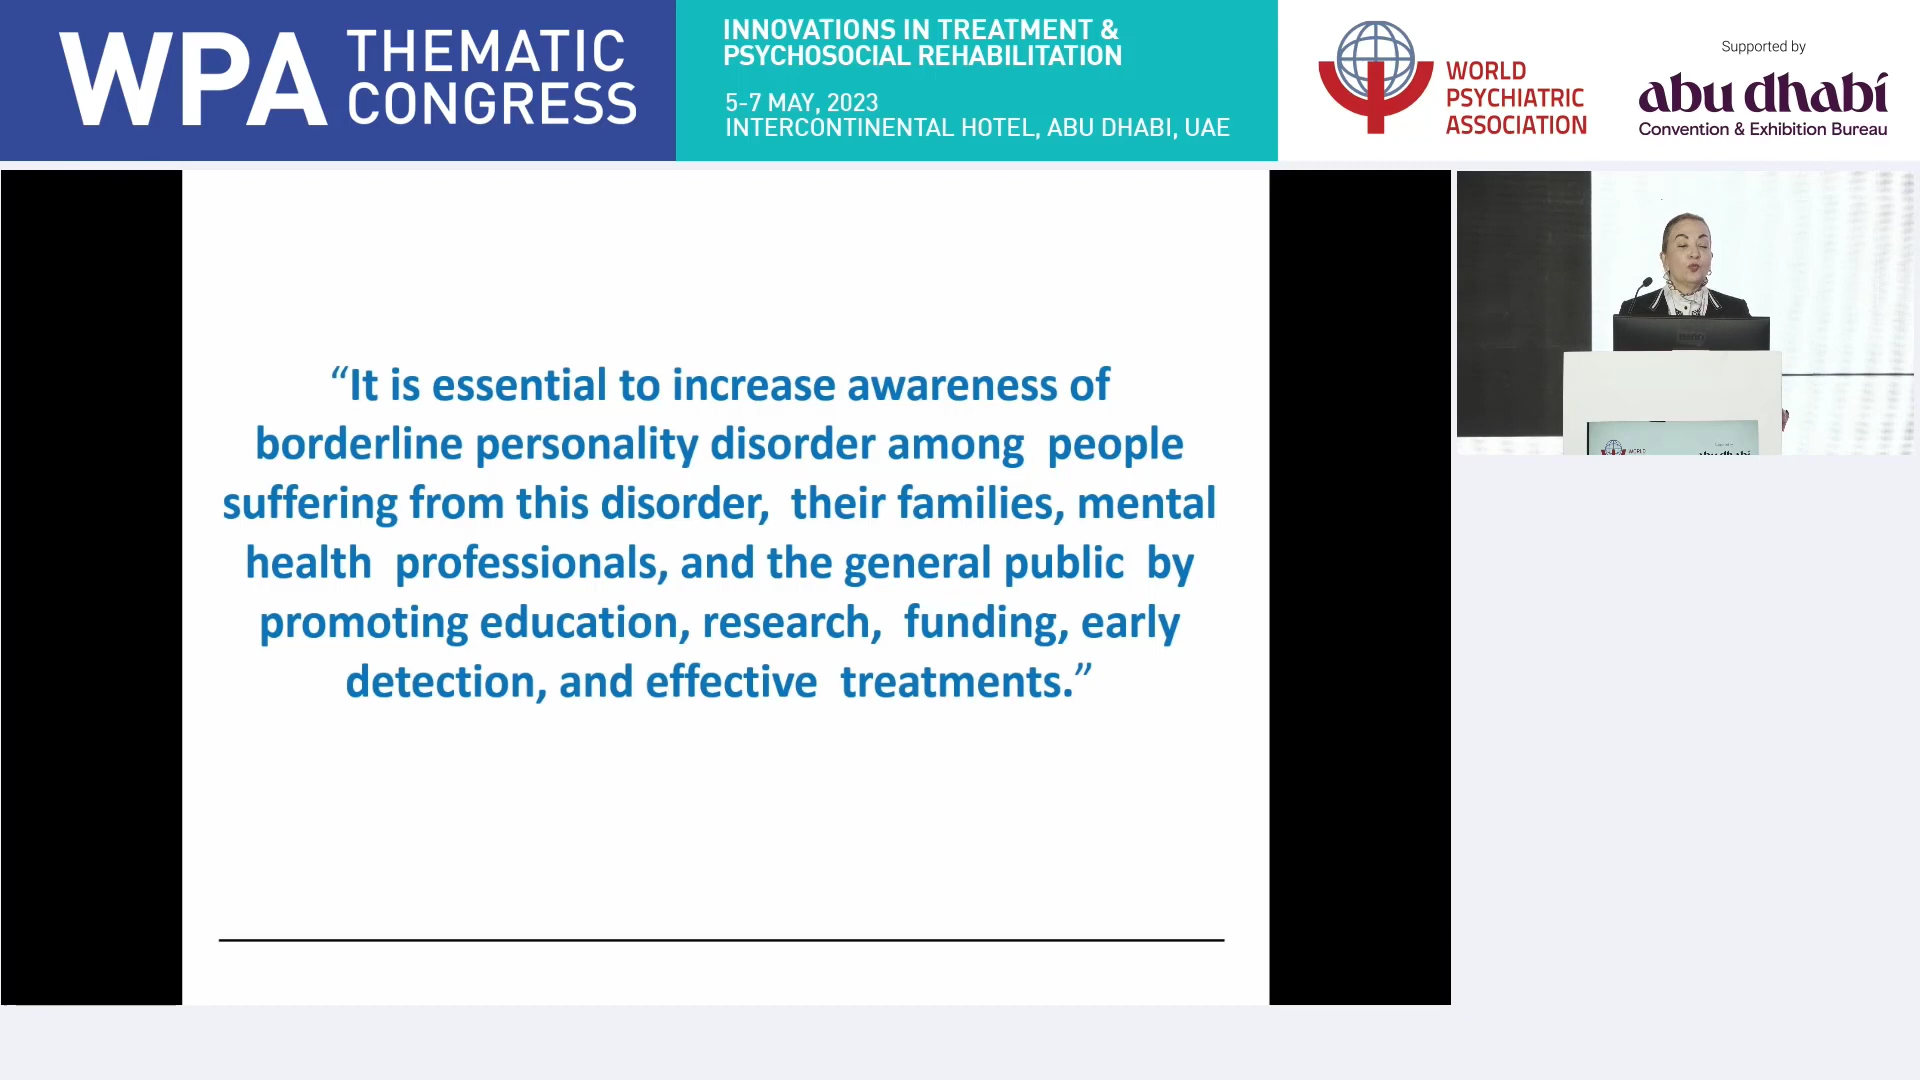 WPA THEMATIC CONGRESS
INNOVATIONS IN TREATMENT &
PSYCHOSOCIAL REHABILITATION
5-7 MAY, 2023
INTERCONTINENTAL HOTEL, ABU DHABI, UAE
WORLD
PSYCHIATRIC
ASSOCIATION
Supported by
abu dhabi
Convention & Exhibition Bureau
“It is essential to increase awareness of
borderline personality disorder among people
suffering from this disorder, their families, mental
health professionals, and the general public by
promoting education, research, funding, early
detection, and effective treatments.”
WORLD
abu dhabi